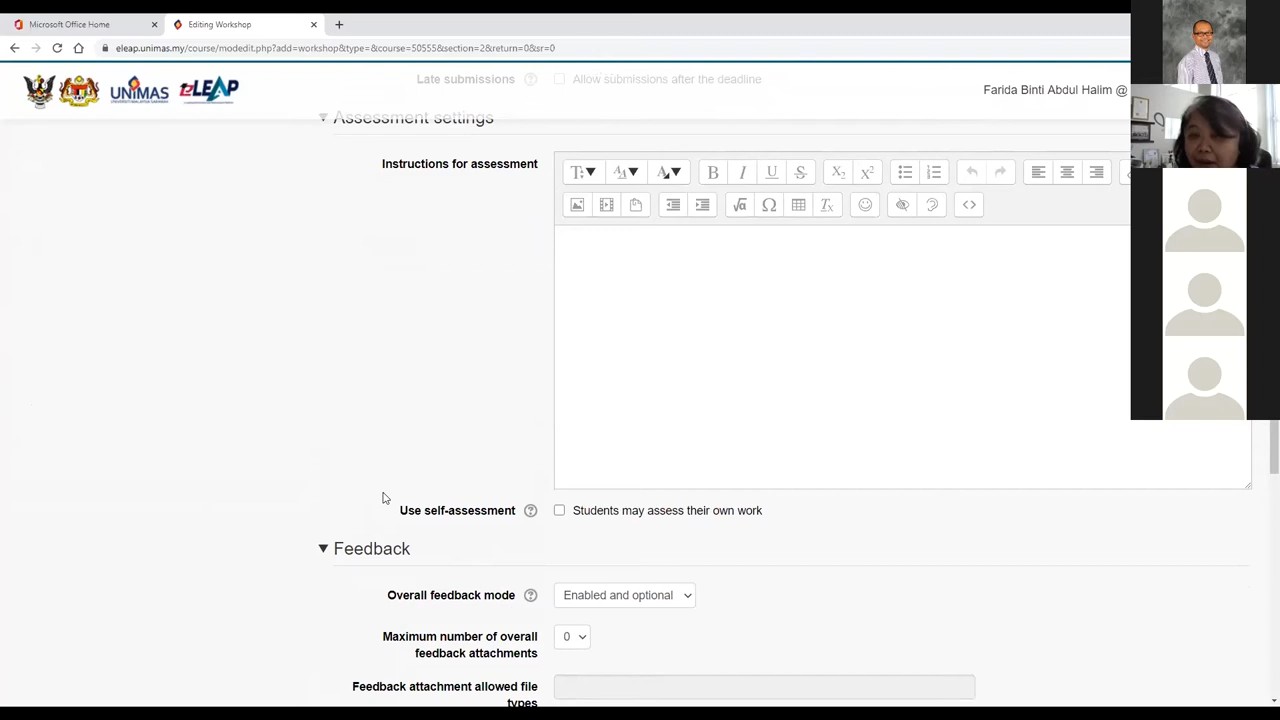 Microsoft Office Home
Editing Workshop
eleap.unimas.my/course/modedit.php?add=workshop&type=&course=50555&section=2&return=0&sr=0
UNIMAS
eLEAP
Farida Binti Abdul Halim @
Late submissions
Allow submissions after the deadline
Assessment settings
Instructions for assessment
Use self-assessment
Students may assess their own work
Feedback
Overall feedback mode
Enabled and optional
Maximum number of overall
feedback attachments
0
Feedback attachment allowed file
types